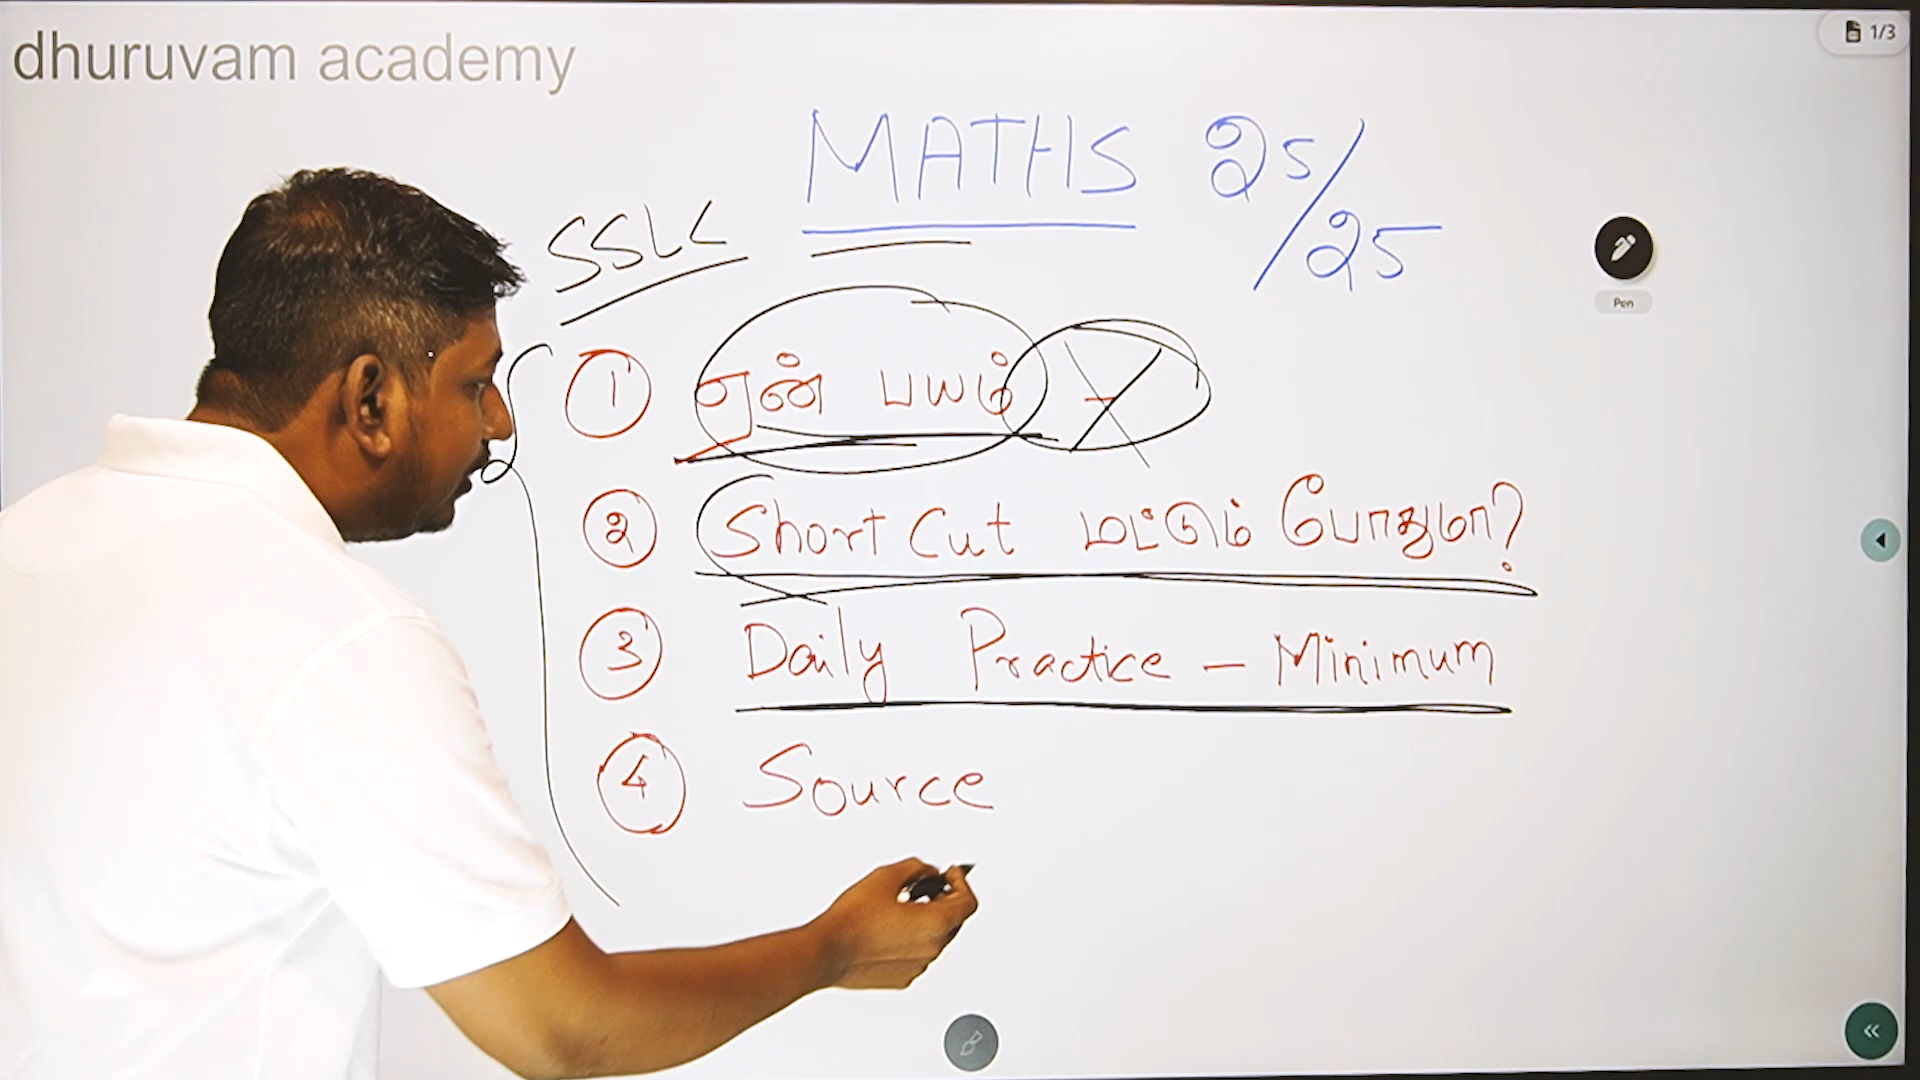 dhuruvam academy
1/3
MATHS 25/25
SSLC
Pen
① ஏன் பயம்
② Short Cut மட்டும் போதுமா?
③ Daily Practice – Minimum
④ Source